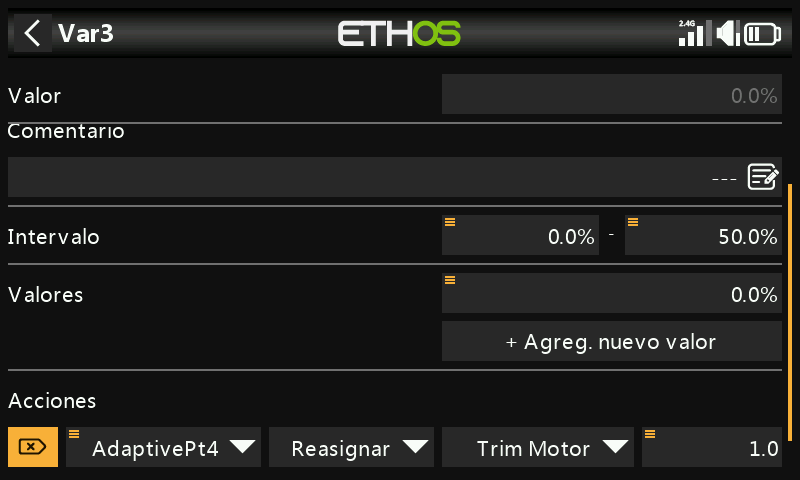 Var3
ETHOS
2.4G
Valor
0.0%
Comentario
---
Intervalo
0.0% - 50.0%
Valores
0.0%
+ Agreg. nuevo valor
Acciones
AdaptivePt4 Reasignar Trim Motor 1.0